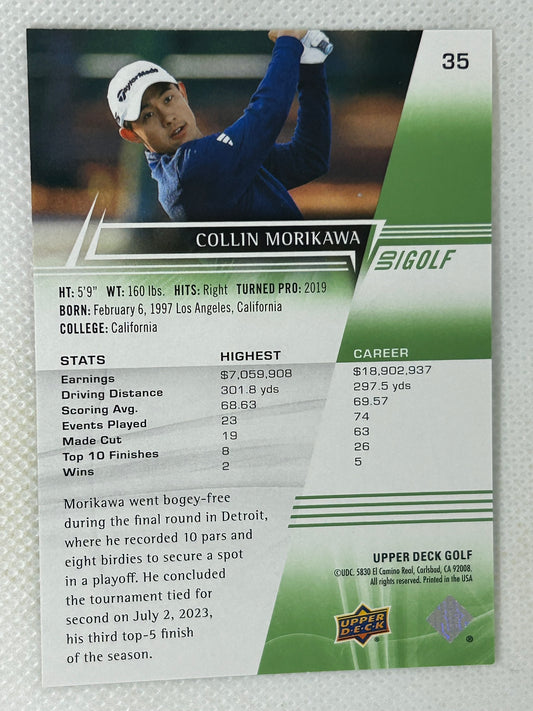 35
TaylorMade
COLLIN MORIKAWA
UD/GOLF
HT: 5'9" WT: 160 lbs. HITS: Right TURNED PRO: 2019
BORN: February 6, 1997 Los Angeles, California
COLLEGE: California
STATS HIGHEST CAREER
Earnings $7,059,908 $18,902,937
Driving Distance 301.8 yds 297.5 yds
Scoring Avg. 68.63 69.57
Events Played 23 74
Made Cut 19 63
Top 10 Finishes 8 26
Wins 2 5
Morikawa went bogey-free
during the final round in Detroit,
where he recorded 10 pars and
eight birdies to secure a spot
in a playoff. He concluded
the tournament tied for
second on July 2, 2023,
his third top-5 finish
of the season.
UPPER DECK GOLF
©UDC. 5830 El Camino Real, Carlsbad, CA 92008.
All rights reserved. Printed in the USA
UPPER
DECK
®
®